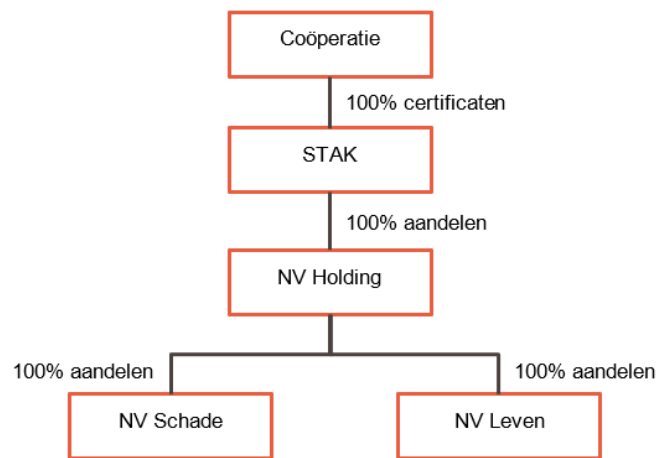 Coöperatie
100% certificaten
STAK
100% aandelen
NV Holding
100% aandelen
100% aandelen
NV Schade
NV Leven